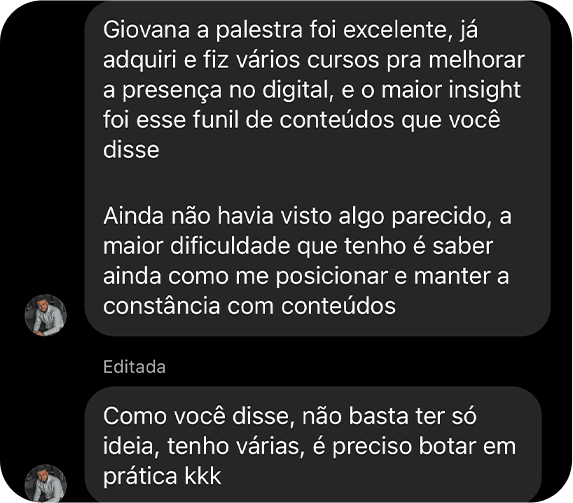 Giovana a palestra foi excelente, já
adquiri e fiz vários cursos pra melhorar
a presença no digital, e o maior insight
foi esse funil de conteúdos que você
disse
Ainda não havia visto algo parecido, a
maior dificuldade que tenho é saber
ainda como me posicionar e manter a
constância com conteúdos
Editada
Como você disse, não basta ter só
ideia, tenho várias, é preciso botar em
prática kkk